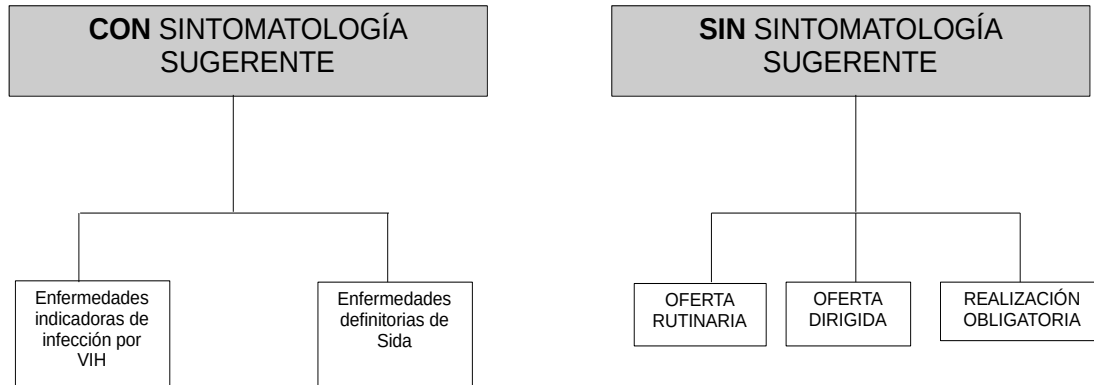 CON SINTOMATOLOGÍA
SUGERENTE
SIN SINTOMATOLOGÍA
SUGERENTE
Enfermedades
indicadoras de
infección por
VIH
Enfermedades
definitorias de
Sida
OFERTA
RUTINARIA
OFERTA
DIRIGIDA
REALIZACIÓN
OBLIGATORIA